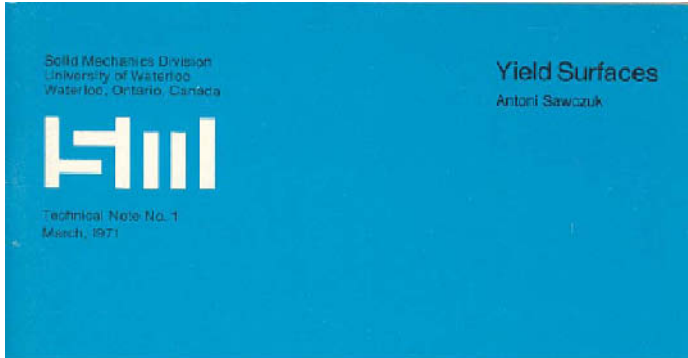 Solid Mechanics Division
University of Waterloo
Waterloo, Ontario, Canada
Technical Note No. 1
March, 1971
Yield Surfaces
Antoni Sawczuk